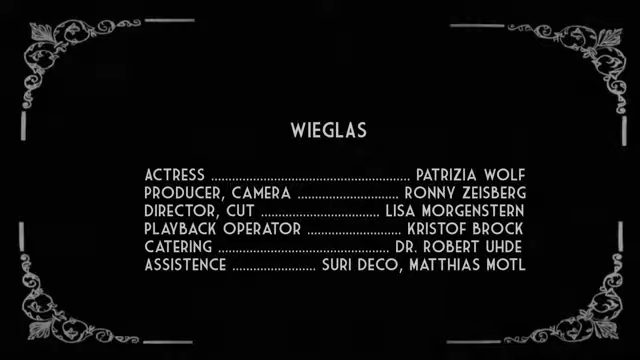 WIEGLAS
ACTRESS ........................................................ PATRIZIA WOLF
PRODUCER, CAMERA ............................. RONNY ZEISBERG
DIRECTOR, CUT .................................. LISA MORGENSTERN
PLAYBACK OPERATOR ........................... KRISTOF BROCK
CATERING ................................................. DR. ROBERT UHDE
ASSISTENCE ........................ SURI DECO, MATTHIAS MOTL